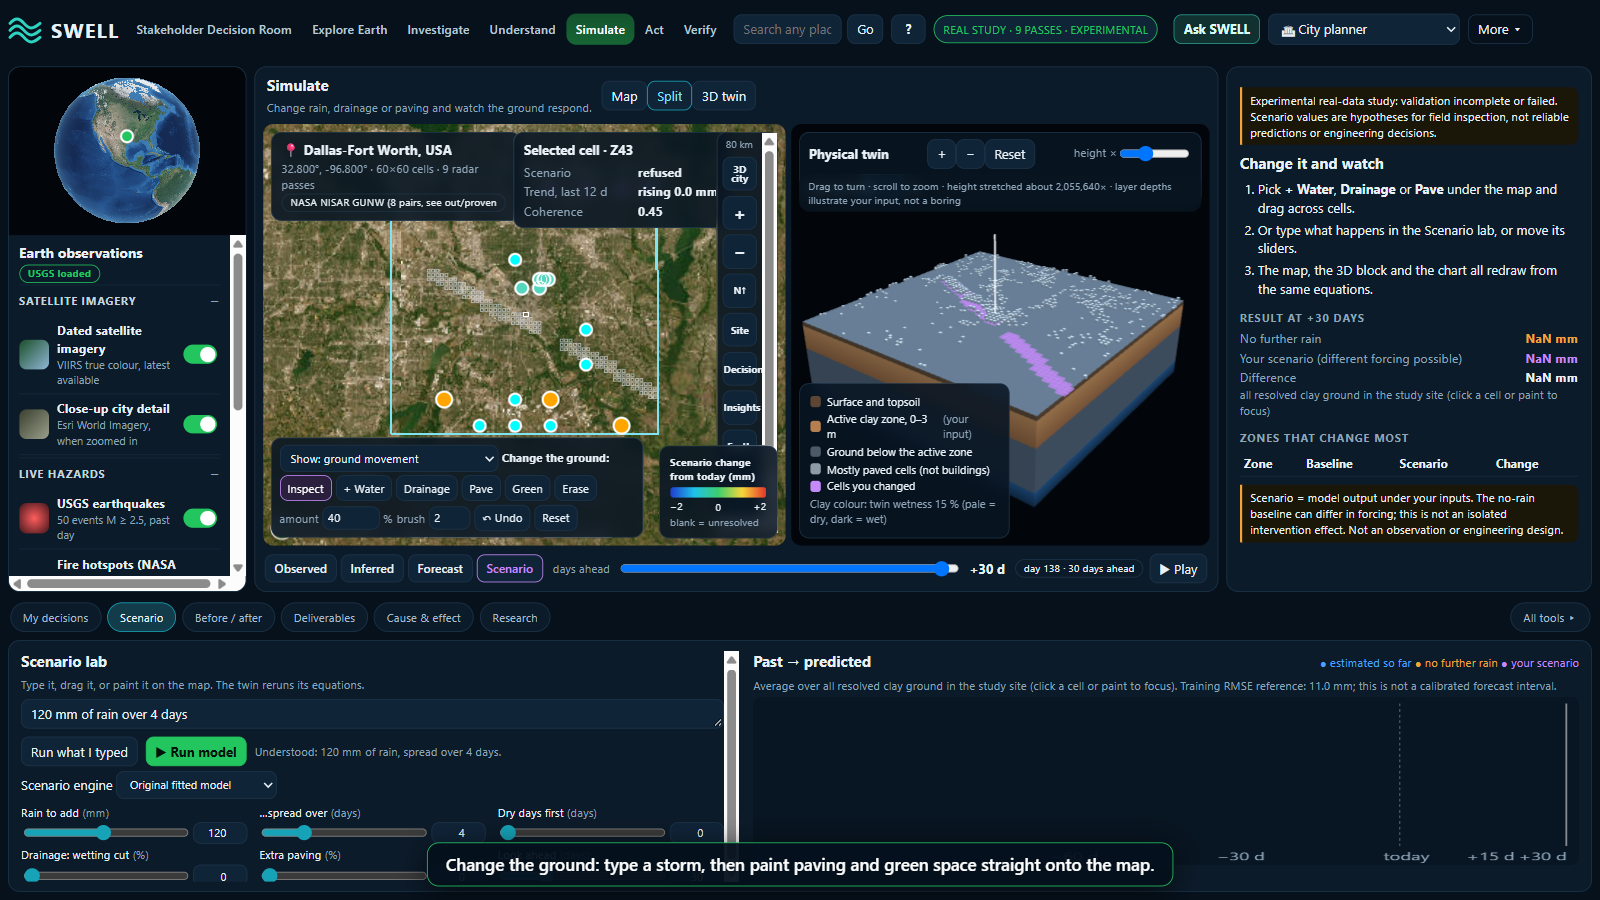 SWELL
Stakeholder Decision Room
Explore Earth
Investigate
Understand
Simulate
Act
Verify
Search any plac
Go
?
REAL STUDY · 9 PASSES · EXPERIMENTAL
Ask SWELL
City planner
More
Earth observations
USGS loaded
SATELLITE IMAGERY
Dated satellite
imagery
VIIRS true colour, latest
available
Close-up city detail
Esri World Imagery,
when zoomed in
LIVE HAZARDS
USGS earthquakes
50 events M ≥ 2.5, past
day
Fire hotspots (NASA
Simulate
Change rain, drainage or paving and watch the ground respond.
Map
Split
3D twin
Dallas-Fort Worth, USA
32.800°, -96.800° · 60×60 cells · 9 radar
passes
NASA NISAR GUNW (8 pairs, see out/proven
Selected cell · Z43
Scenario refused
Trend, last 12 d rising 0.0 mm
Coherence 0.45
80 km
3D
city
+
−
N↑
Site
Decision
Insights
Show: ground movement
Change the ground:
Inspect
+ Water
Drainage
Pave
Green
Erase
amount 40 % brush 2
↶ Undo
Reset
Scenario change
from today (mm)
−2 0 +2
blank = unresolved
Physical twin
+
−
Reset
height ×
Drag to turn · scroll to zoom · height stretched about 2,055,640× · layer depths
illustrate your input, not a boring
Surface and topsoil
Active clay zone, 0–3 m (your input)
Ground below the active zone
Mostly paved cells (not buildings)
Cells you changed
Clay colour: twin wetness 15 % (pale =
dry, dark = wet)
Observed
Inferred
Forecast
Scenario
days ahead
+30 d
day 138 · 30 days ahead
▶ Play
Experimental real-data study: validation incomplete or failed.
Scenario values are hypotheses for field inspection, not reliable
predictions or engineering decisions.
Change it and watch
1. Pick + Water, Drainage or Pave under the map and
drag across cells.
2. Or type what happens in the Scenario lab, or move its
sliders.
3. The map, the 3D block and the chart all redraw from
the same equations.
RESULT AT +30 DAYS
No further rain NaN mm
Your scenario (different forcing possible) NaN mm
Difference NaN mm
all resolved clay ground in the study site (click a cell or paint to
focus)
ZONES THAT CHANGE MOST
Zone Baseline Scenario Change
Scenario = model output under your inputs. The no-rain
baseline can differ in forcing; this is not an isolated
intervention effect. Not an observation or engineering design.
My decisions
Scenario
Before / after
Deliverables
Cause & effect
Research
All tools ▸
Scenario lab
Type it, drag it, or paint it on the map. The twin reruns its equations.
120 mm of rain over 4 days
Run what I typed
▶ Run model
Understood: 120 mm of rain, spread over 4 days.
Scenario engine
Original fitted model
Rain to add (mm)
120
...spread over (days)
4
Dry days first (days)
0
Drainage: wetting cut (%)
0
Extra paving (%)
Past → predicted
● estimated so far ● no further rain ● your scenario
Average over all resolved clay ground in the study site (click a cell or paint to focus). Training RMSE reference: 11.0 mm; this is not a calibrated forecast interval.
−30 d
today
+15 d
+30 d
Change the ground: type a storm, then paint paving and green space straight onto the map.